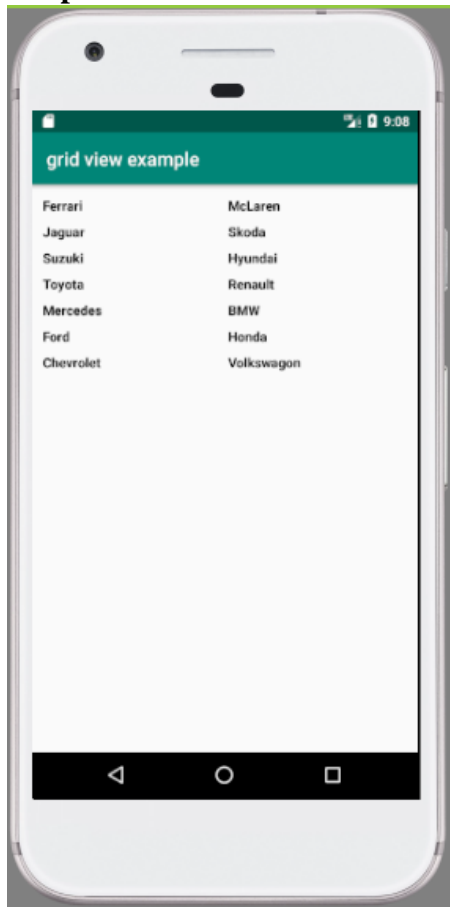 9:08
grid view example
Ferrari McLaren
Jaguar Skoda
Suzuki Hyundai
Toyota Renault
Mercedes BMW
Ford Honda
Chevrolet Volkswagon